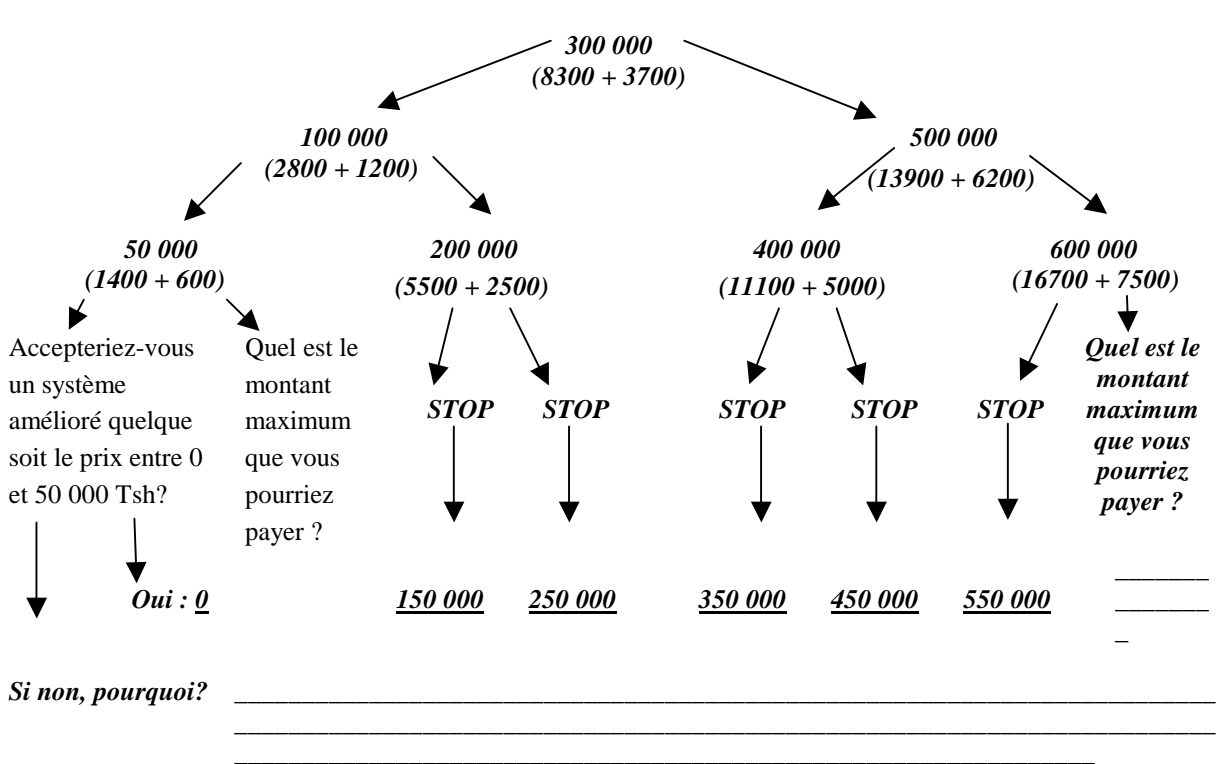 300 000
(8300 + 3700)
100 000
(2800 + 1200)
500 000
(13900 + 6200)
50 000
(1400 + 600)
200 000
(5500 + 2500)
400 000
(11100 + 5000)
600 000
(16700 + 7500)
Accepteriez-vous
un système
amélioré quelque
soit le prix entre 0
et 50 000 Tsh?
Quel est le
montant
maximum
que vous
pourriez
payer ?
STOP
STOP
STOP
STOP
STOP
Quel est le
montant
maximum
que vous
pourriez
payer ?
Oui : 0
150 000
250 000
350 000
450 000
550 000
Si non, pourquoi?